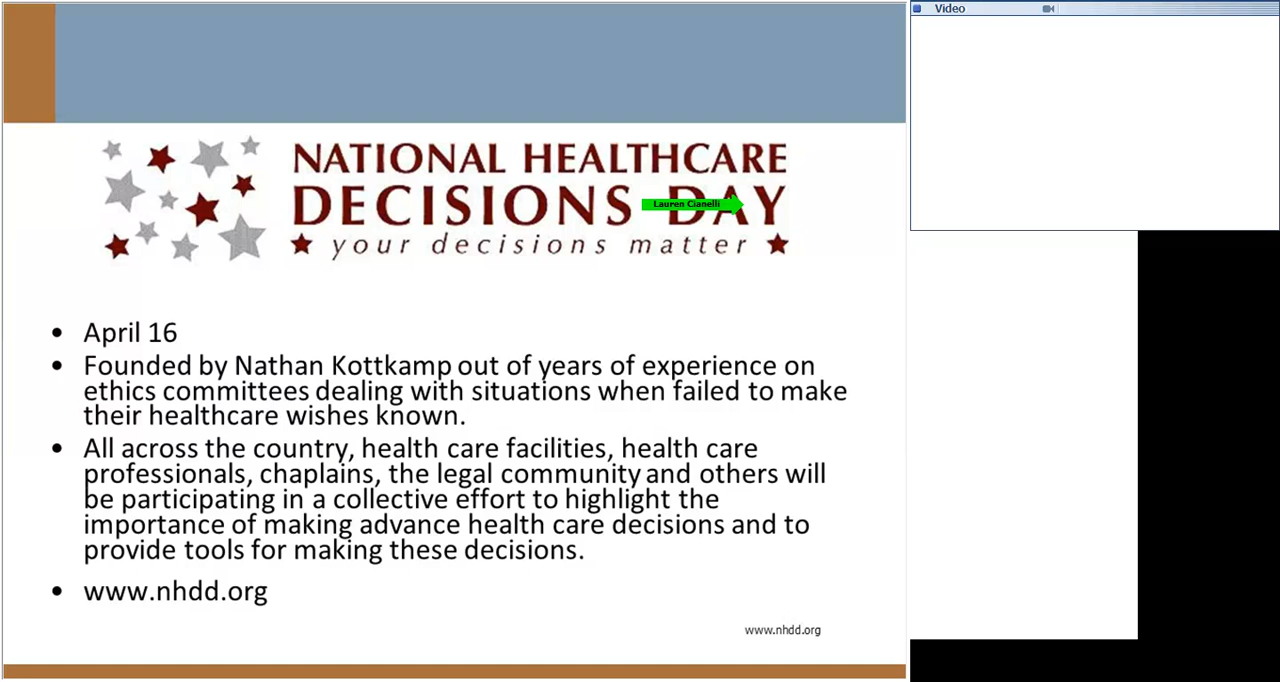 Video
NATIONAL HEALTHCARE
DECISIONS DAY
Lauren Cianelli
your decisions matter
• April 16
• Founded by Nathan Kottkamp out of years of experience on
ethics committees dealing with situations when failed to make
their healthcare wishes known.
• All across the country, health care facilities, health care
professionals, chaplains, the legal community and others will
be participating in a collective effort to highlight the
importance of making advance health care decisions and to
provide tools for making these decisions.
• www.nhdd.org
www.nhdd.org